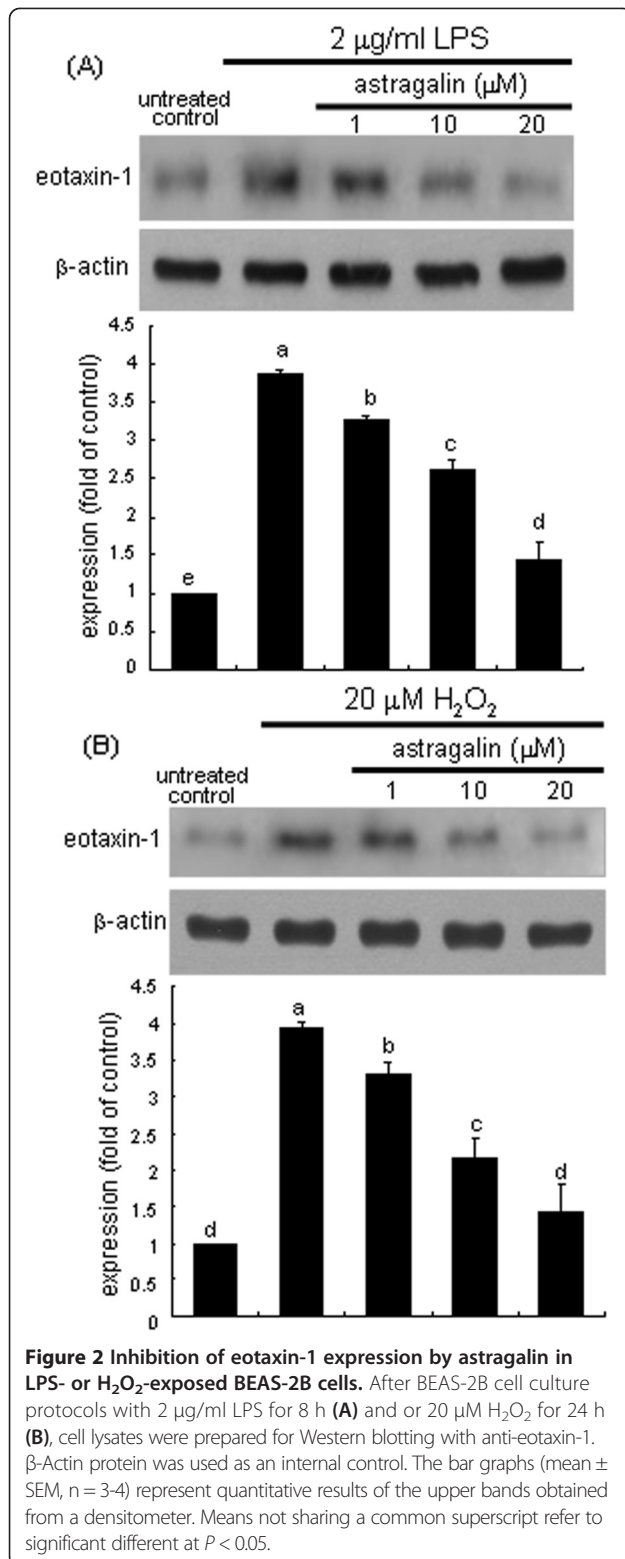 2 μg/ml LPS
(A)
astragalin (μM)
untreated
control
1 10 20
eotaxin-1
β-actin
4.5
4
3.5
3
2.5
2
1.5
1
0.5
0
expression (fold of control)
e
a
b
c
d
20 μM H₂O₂
(B)
astragalin (μM)
untreated
control
1 10 20
eotaxin-1
β-actin
4.5
4
3.5
3
2.5
2
1.5
1
0.5
0
expression (fold of control)
d
a
b
c
d
Figure 2 Inhibition of eotaxin-1 expression by astragalin in
LPS- or H₂O₂-exposed BEAS-2B cells. After BEAS-2B cell culture
protocols with 2 μg/ml LPS for 8 h (A) and or 20 μM H₂O₂ for 24 h
(B), cell lysates were prepared for Western blotting with anti-eotaxin-1.
β-Actin protein was used as an internal control. The bar graphs (mean ±
SEM, n = 3-4) represent quantitative results of the upper bands obtained
from a densitometer. Means not sharing a common superscript refer to
significant different at P < 0.05.